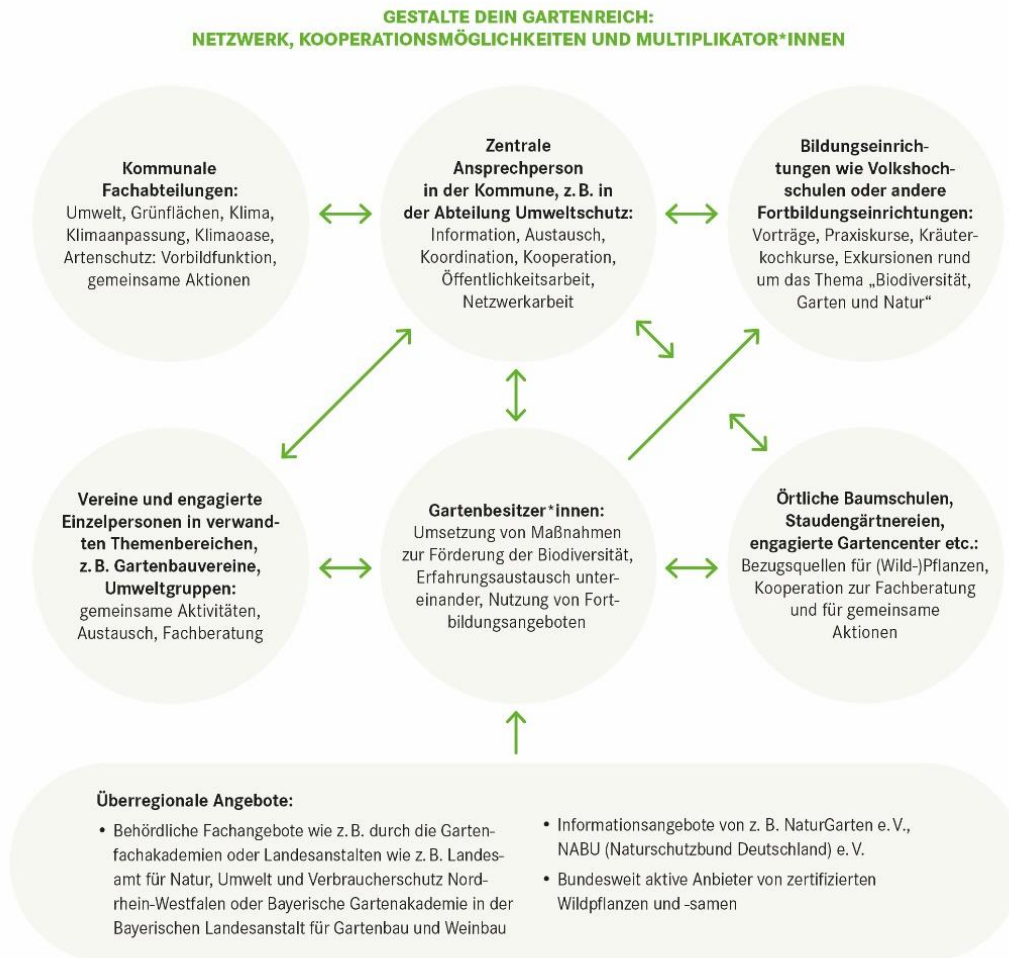 GESTALTE DEIN GARTENREICH:
NETZWERK, KOOPERATIONSMÖGLICHKEITEN UND MULTIPLIKATOR*INNEN
Kommunale
Fachabteilungen:
Umwelt, Grünflächen, Klima,
Klimaanpassung, Klimaoase,
Artenschutz: Vorbildfunktion,
gemeinsame Aktionen
Zentrale
Ansprechperson
in der Kommune, z. B. in
der Abteilung Umweltschutz:
Information, Austausch,
Koordination, Kooperation,
Öffentlichkeitsarbeit,
Netzwerkarbeit
Bildungseinrich-
tungen wie Volkshoch-
schulen oder andere
Fortbildungseinrichtungen:
Vorträge, Praxiskurse, Kräuter-
kochkurse, Exkursionen rund
um das Thema „Biodiversität,
Garten und Natur“
Vereine und engagierte
Einzelpersonen in verwand-
ten Themenbereichen,
z. B. Gartenbauvereine,
Umweltgruppen:
gemeinsame Aktivitäten,
Austausch, Fachberatung
Gartenbesitzer*innen:
Umsetzung von Maßnahmen
zur Förderung der Biodiversität,
Erfahrungsaustausch unter-
einander, Nutzung von Fort-
bildungsangeboten
Örtliche Baumschulen,
Staudengärtnereien,
engagierte Gartencenter etc.:
Bezugsquellen für (Wild-)Pflanzen,
Kooperation zur Fachberatung
und für gemeinsame
Aktionen
Überregionale Angebote:
• Behördliche Fachangebote wie z. B. durch die Garten-
fachakademien oder Landesanstalten wie z. B. Landes-
amt für Natur, Umwelt und Verbraucherschutz Nord-
rhein-Westfalen oder Bayerische Gartenakademie in der
Bayerischen Landesanstalt für Gartenbau und Weinbau
• Informationsangebote von z. B. NaturGarten e. V.,
NABU (Naturschutzbund Deutschland) e. V.
• Bundesweit aktive Anbieter von zertifizierten
Wildpflanzen und -samen